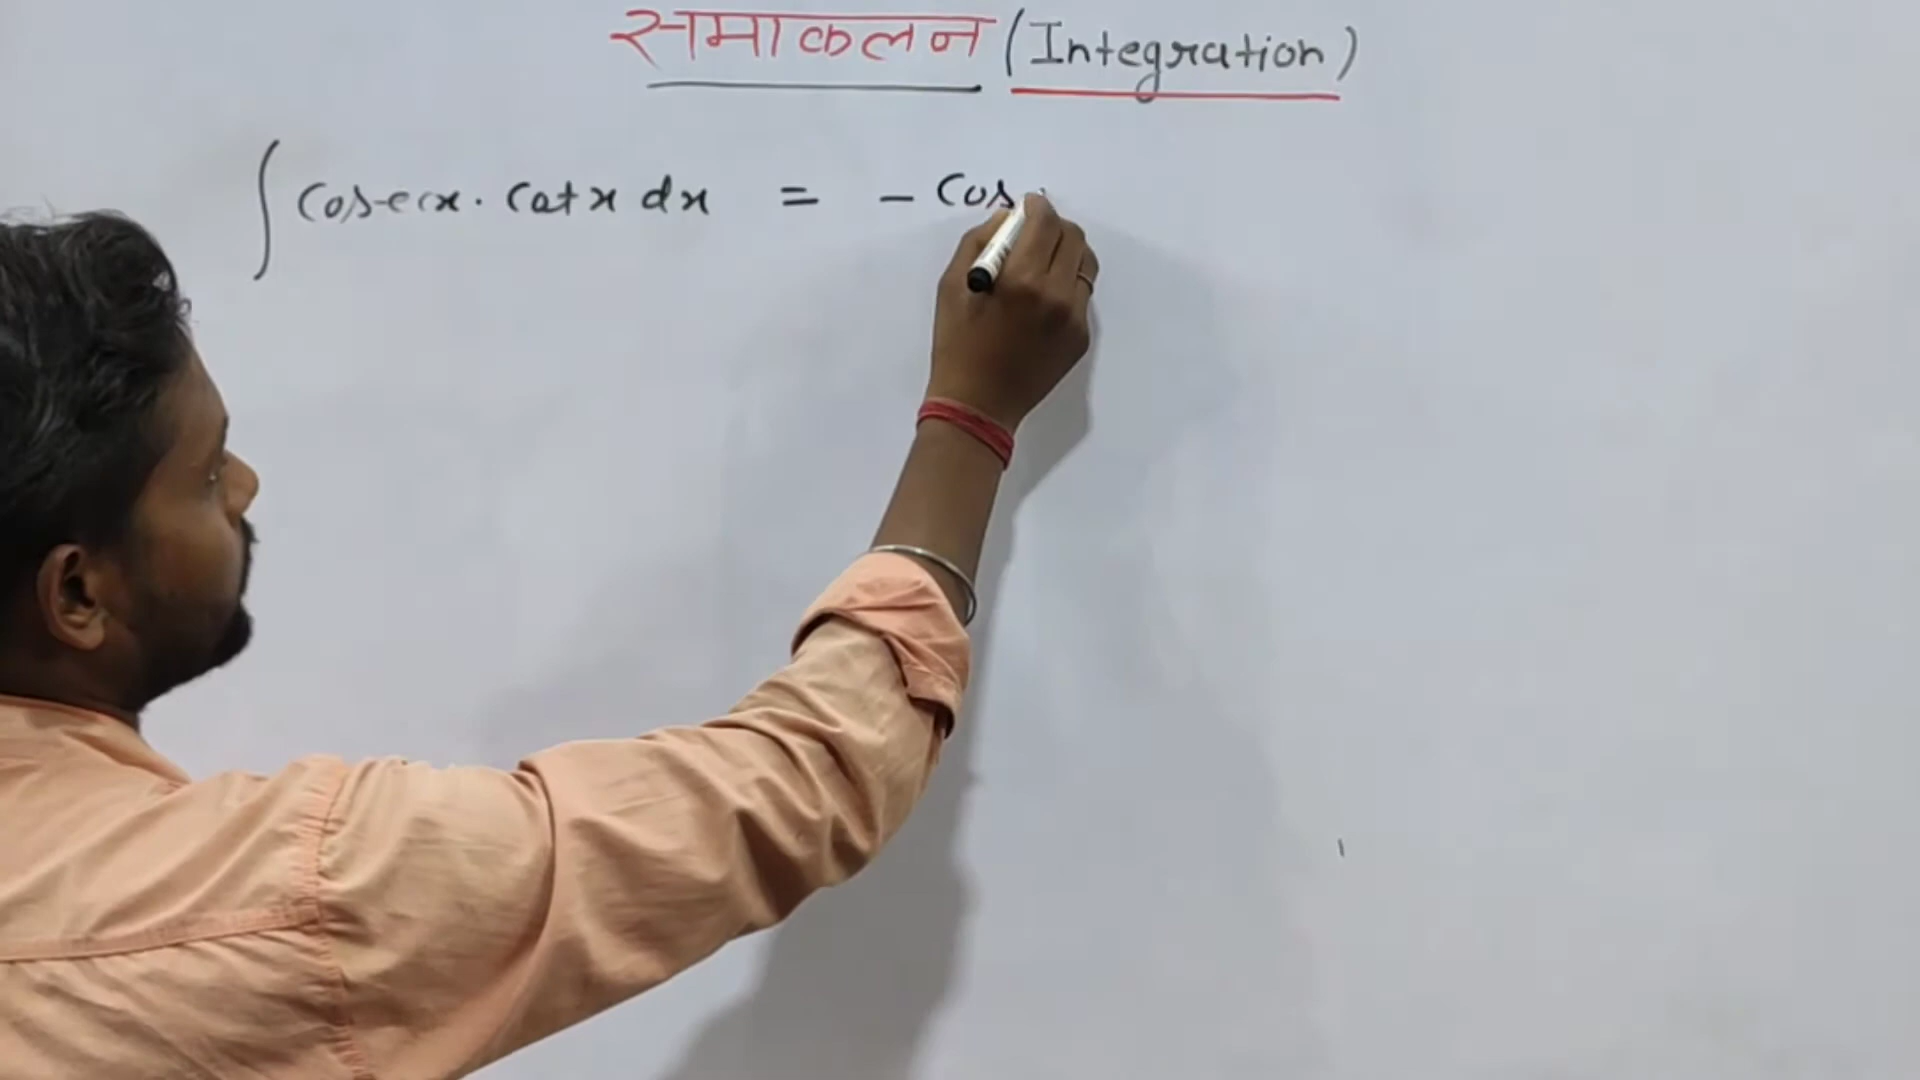 समाकलन (Integration)
∫ Cosecx . Cotx dx = - Cos